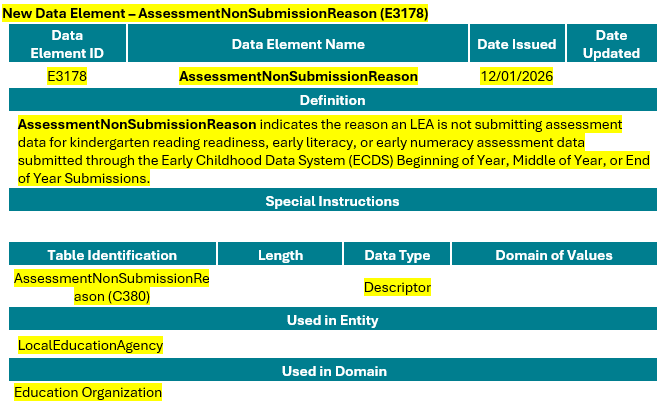 New Data Element – AssessmentNonSubmissionReason (E3178)
Data Element ID Data Element Name Date Issued Date Updated
E3178 AssessmentNonSubmissionReason 12/01/2026
Definition
AssessmentNonSubmissionReason indicates the reason an LEA is not submitting assessment
data for kindergarten reading readiness, early literacy, or early numeracy assessment data
submitted through the Early Childhood Data System (ECDS) Beginning of Year, Middle of Year, or End
of Year Submissions.
Special Instructions
Table Identification Length Data Type Domain of Values
AssessmentNonSubmissionRe
ason (C380) Descriptor
Used in Entity
LocalEducationAgency
Used in Domain
Education Organization